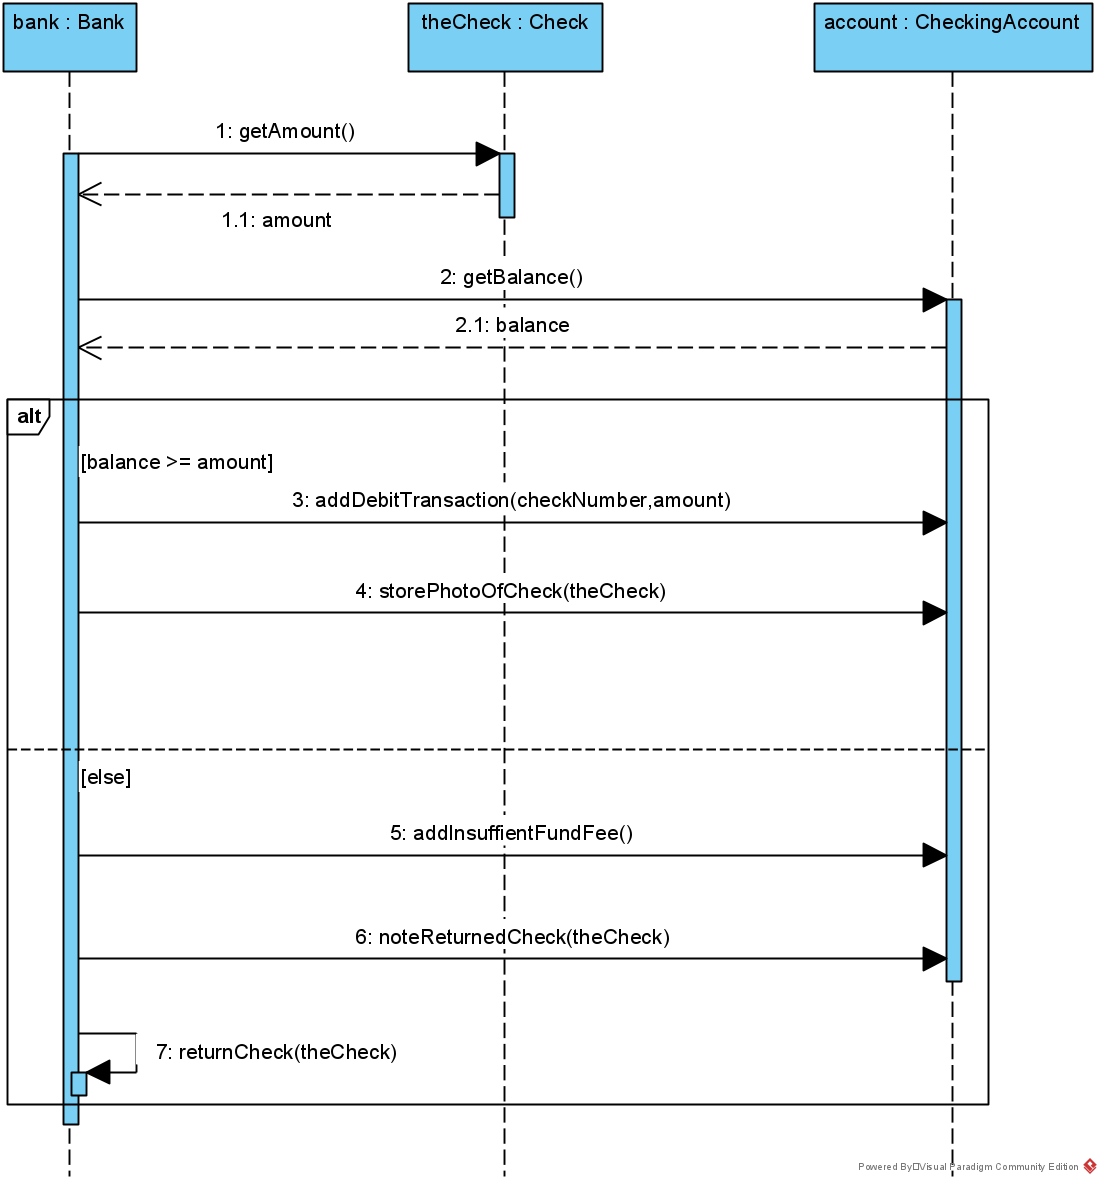 bank : Bank
theCheck : Check
account : CheckingAccount
1: getAmount()
1.1: amount
2: getBalance()
2.1: balance
alt
[balance >= amount]
3: addDebitTransaction(checkNumber,amount)
4: storePhotoOfCheck(theCheck)
[else]
5: addInsuffientFundFee()
6: noteReturnedCheck(theCheck)
7: returnCheck(theCheck)
Powered By□Visual Paradigm Community Edition